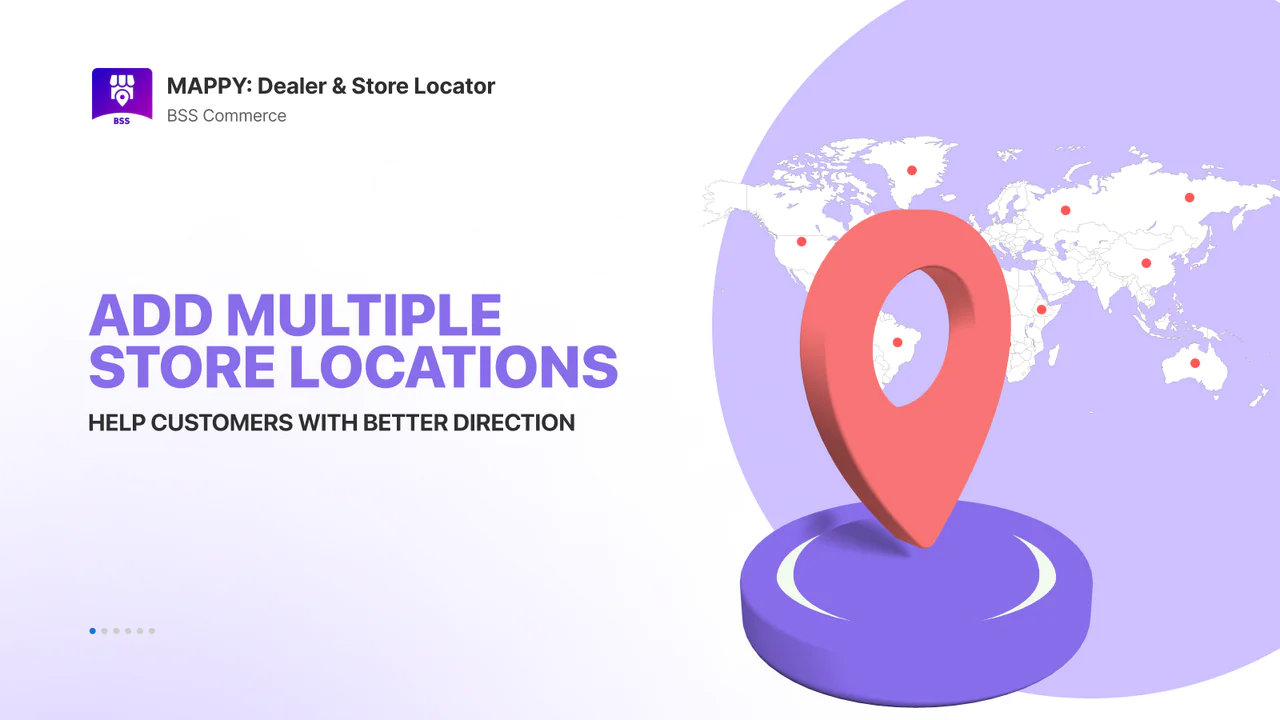 MAPPY: Dealer & Store Locator
BSS Commerce
BSS
ADD MULTIPLE
STORE LOCATIONS
HELP CUSTOMERS WITH BETTER DIRECTION